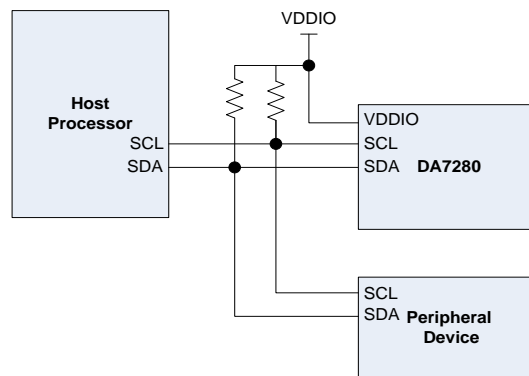 VDDIO
Host
Processor
SCL
SDA
VDDIO
SCL
SDA
DA7280
SCL
SDA
Peripheral
Device